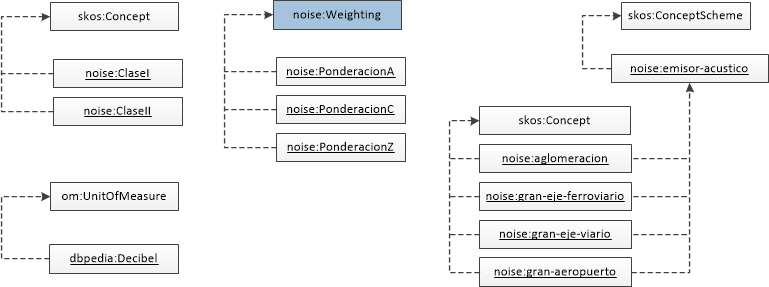 skos:Concept
noise:ClaseI
noise:ClaseII
om:UnitOfMeasure
dbpedia:Decibel
noise:Weighting
noise:PonderacionA
noise:PonderacionC
noise:PonderacionZ
skos:ConceptScheme
noise:emisor-acustico
skos:Concept
noise:aglomeracion
noise:gran-eje-ferroviario
noise:gran-eje-viario
noise:gran-aeropuerto